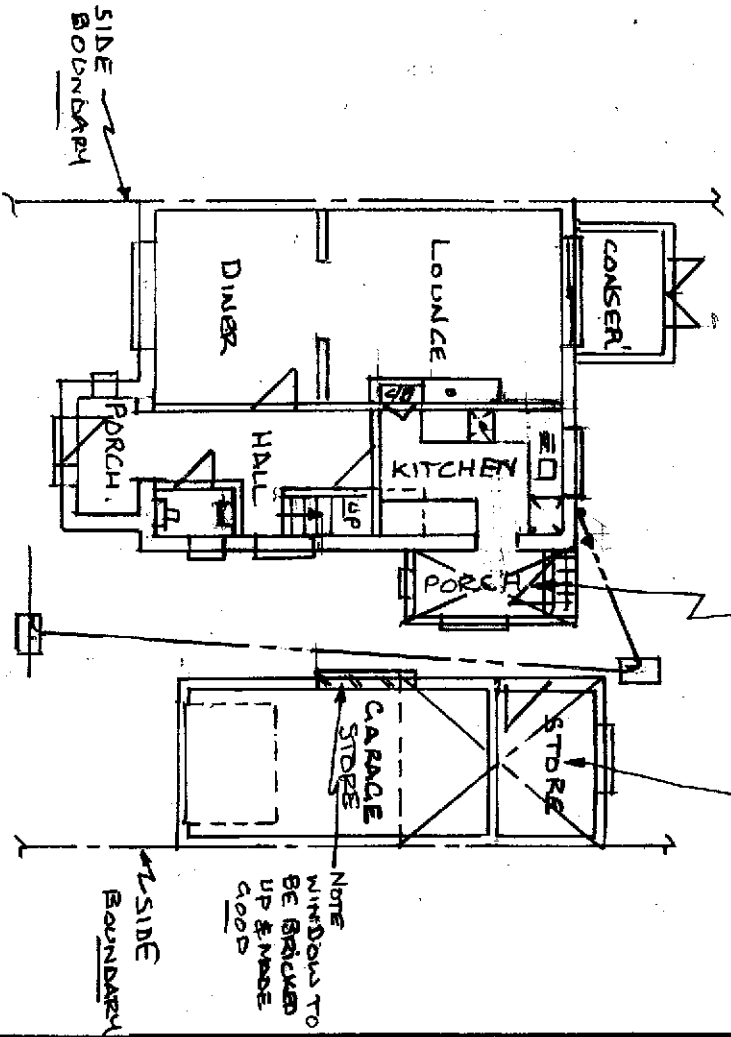 SIDE
BOUNDARY
CONSER'
LOUNGE
DINER
C/B
KITCHEN
HALL
UP
PORCH.
PORCH
STORE
GARAGE
STORE
NOTE
WINDOW TO
BE BRICKED
UP & MADE
GOOD
SIDE
BOUNDARY